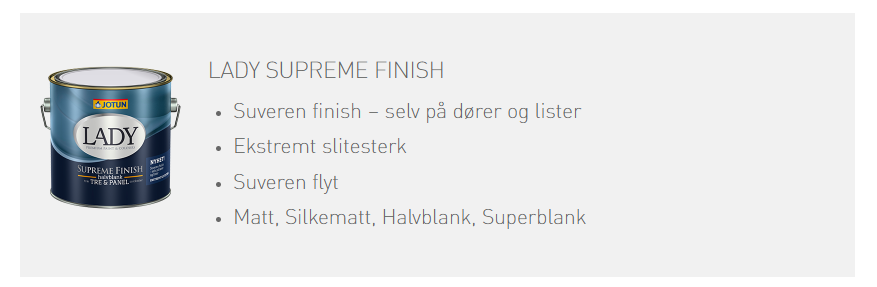 LADY SUPREME FINISH
• Suveren finish – selv på dører og lister
• Ekstremt slitesterk
• Suveren flyt
• Matt, Silkematt, Halvblank, Superblank
JOTUN
LADY
SUPREME FINISH
halvblank
TRE & PANEL
NYHET!